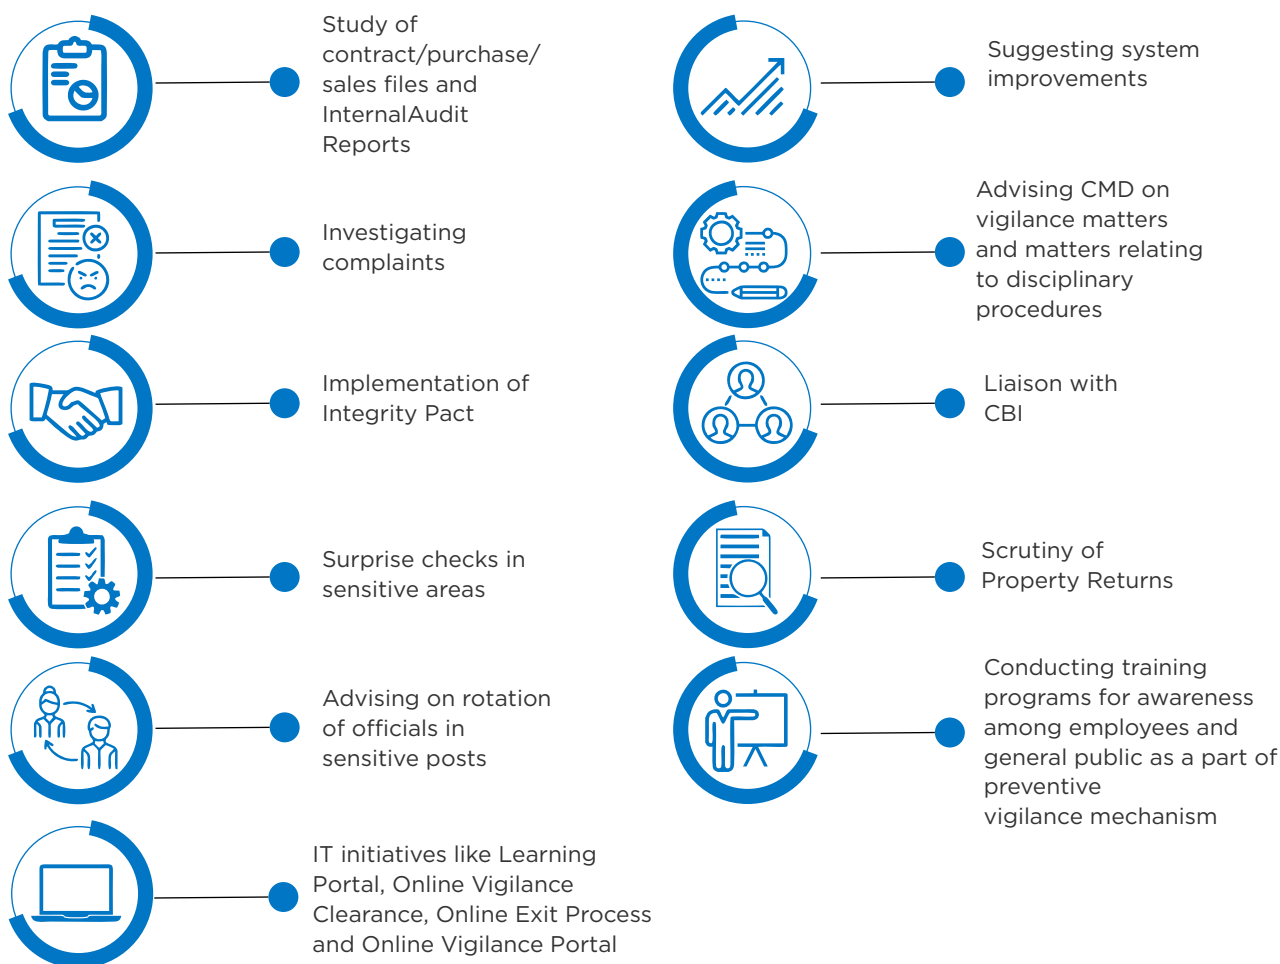 Study of
contract/purchase/
sales files and
InternalAudit
Reports
Investigating
complaints
Implementation of
Integrity Pact
Surprise checks in
sensitive areas
Advising on rotation
of officials in
sensitive posts
IT initiatives like Learning
Portal, Online Vigilance
Clearance, Online Exit Process
and Online Vigilance Portal
Suggesting system
improvements
Advising CMD on
vigilance matters
and matters relating
to disciplinary
procedures
Liaison with
CBI
Scrutiny of
Property Returns
Conducting training
programs for awareness
among employees and
general public as a part of
preventive
vigilance mechanism